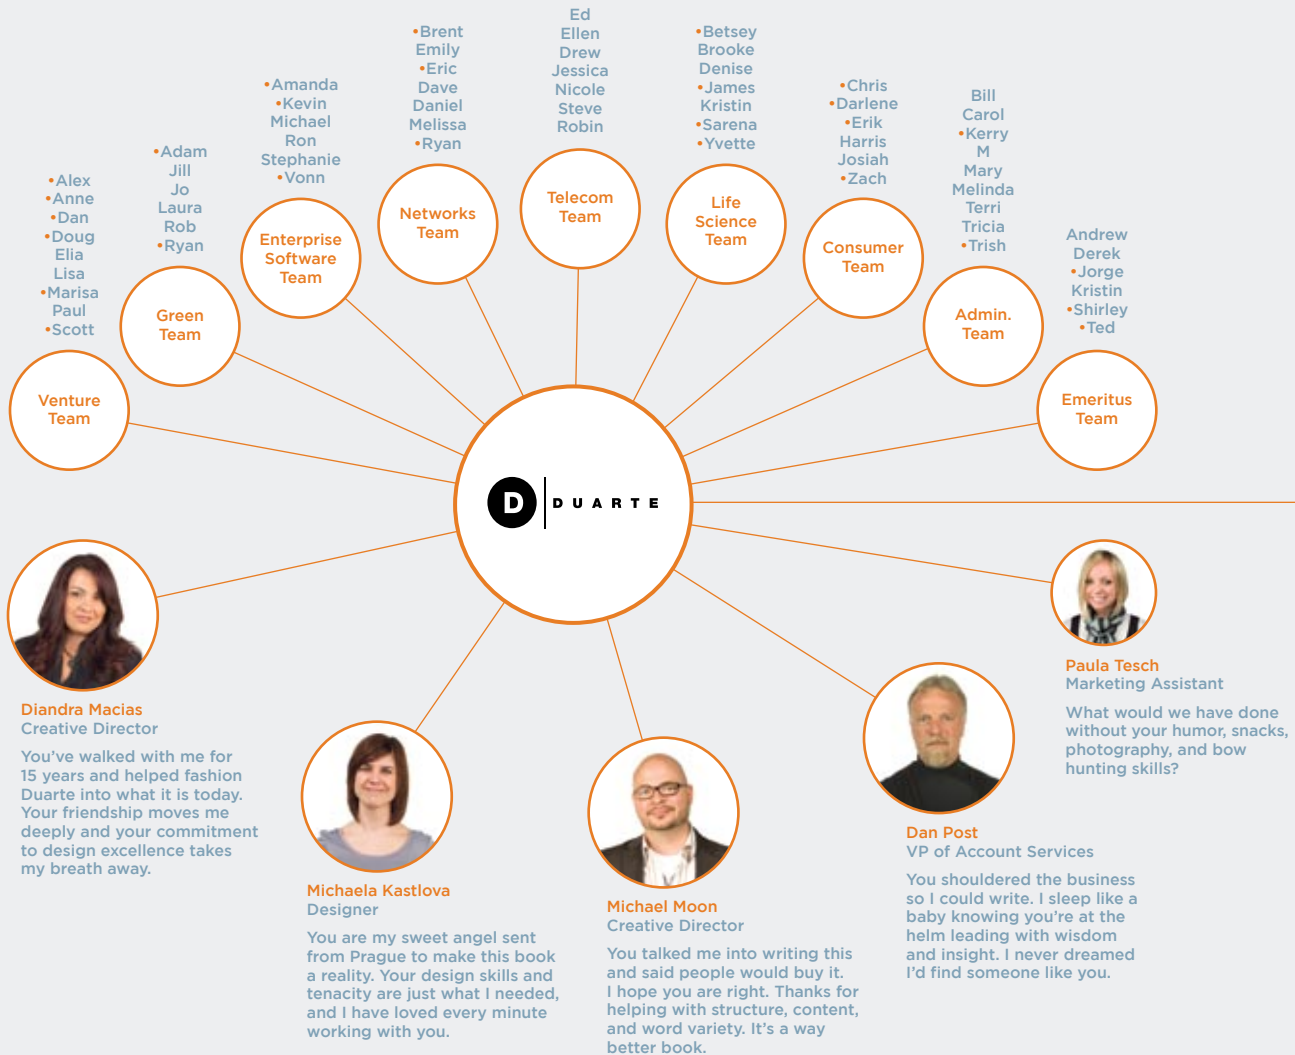 •Alex
•Anne
•Dan
•Doug
Elia
Lisa
•Marisa
Paul
•Scott
Venture
Team
•Adam
Jill
Jo
Laura
Rob
•Ryan
Green
Team
•Amanda
•Kevin
Michael
Ron
Stephanie
•Vonn
Enterprise
Software
Team
•Brent
Emily
•Eric
Dave
Daniel
Melissa
•Ryan
Networks
Team
Ed
Ellen
Drew
Jessica
Nicole
Steve
Robin
Telecom
Team
•Betsey
Brooke
Denise
•James
Kristin
•Sarena
•Yvette
Life
Science
Team
•Chris
•Darlene
•Erik
Harris
Josiah
•Zach
Consumer
Team
Bill
Carol
•Kerry
M
Mary
Melinda
Terri
Tricia
•Trish
Admin.
Team
Andrew
Derek
•Jorge
Kristin
•Shirley
•Ted
Emeritus
Team
D DUARTE
Diandra Macias
Creative Director
You've walked with me for
15 years and helped fashion
Duarte into what it is today.
Your friendship moves me
deeply and your commitment
to design excellence takes
my breath away.
Michaela Kastlova
Designer
You are my sweet angel sent
from Prague to make this book
a reality. Your design skills and
tenacity are just what I needed,
and I have loved every minute
working with you.
Michael Moon
Creative Director
You talked me into writing this
and said people would buy it.
I hope you are right. Thanks for
helping with structure, content,
and word variety. It's a way
better book.
Dan Post
VP of Account Services
You shouldered the business
so I could write. I sleep like a
baby knowing you're at the
helm leading with wisdom
and insight. I never dreamed
I'd find someone like you.
Paula Tesch
Marketing Assistant
What would we have done
without your humor, snacks,
photography, and bow
hunting skills?